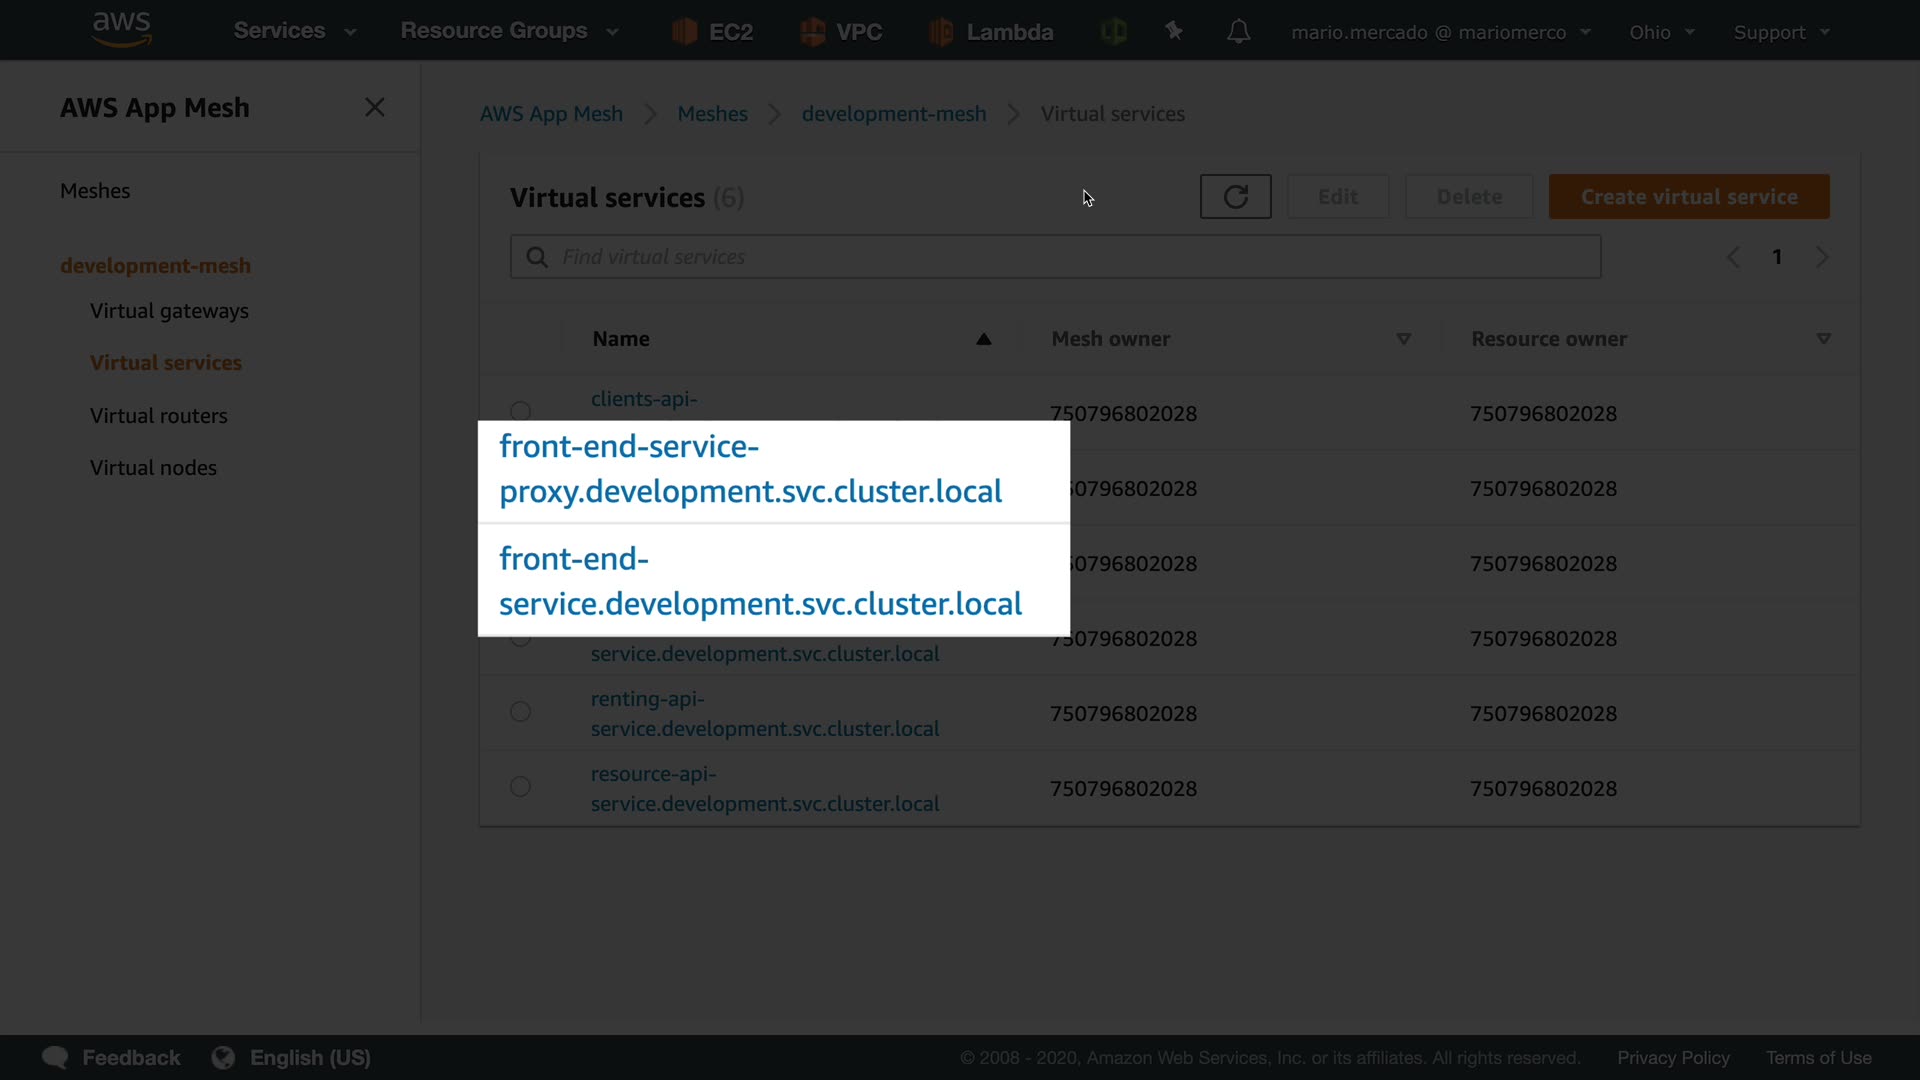 aws Services Resource Groups EC2 VPC Lambda mario.mercado @ mariomerco Ohio Support
AWS App Mesh
AWS App Mesh Meshes development-mesh Virtual services
Meshes
development-mesh
Virtual gateways
Virtual services
Virtual routers
Virtual nodes
Virtual services (6) Edit Delete Create virtual service
Find virtual services 1
Name Mesh owner Resource owner
clients-api-
750796802028 750796802028
front-end-service-
proxy.development.svc.cluster.local
50796802028 750796802028
front-end-
service.development.svc.cluster.local
50796802028 750796802028
service.development.svc.cluster.local
750796802028 750796802028
renting-api-
service.development.svc.cluster.local
750796802028 750796802028
resource-api-
service.development.svc.cluster.local
750796802028 750796802028
Feedback English (US) © 2008 - 2020, Amazon Web Services, Inc. or its affiliates. All rights reserved. Privacy Policy Terms of Use